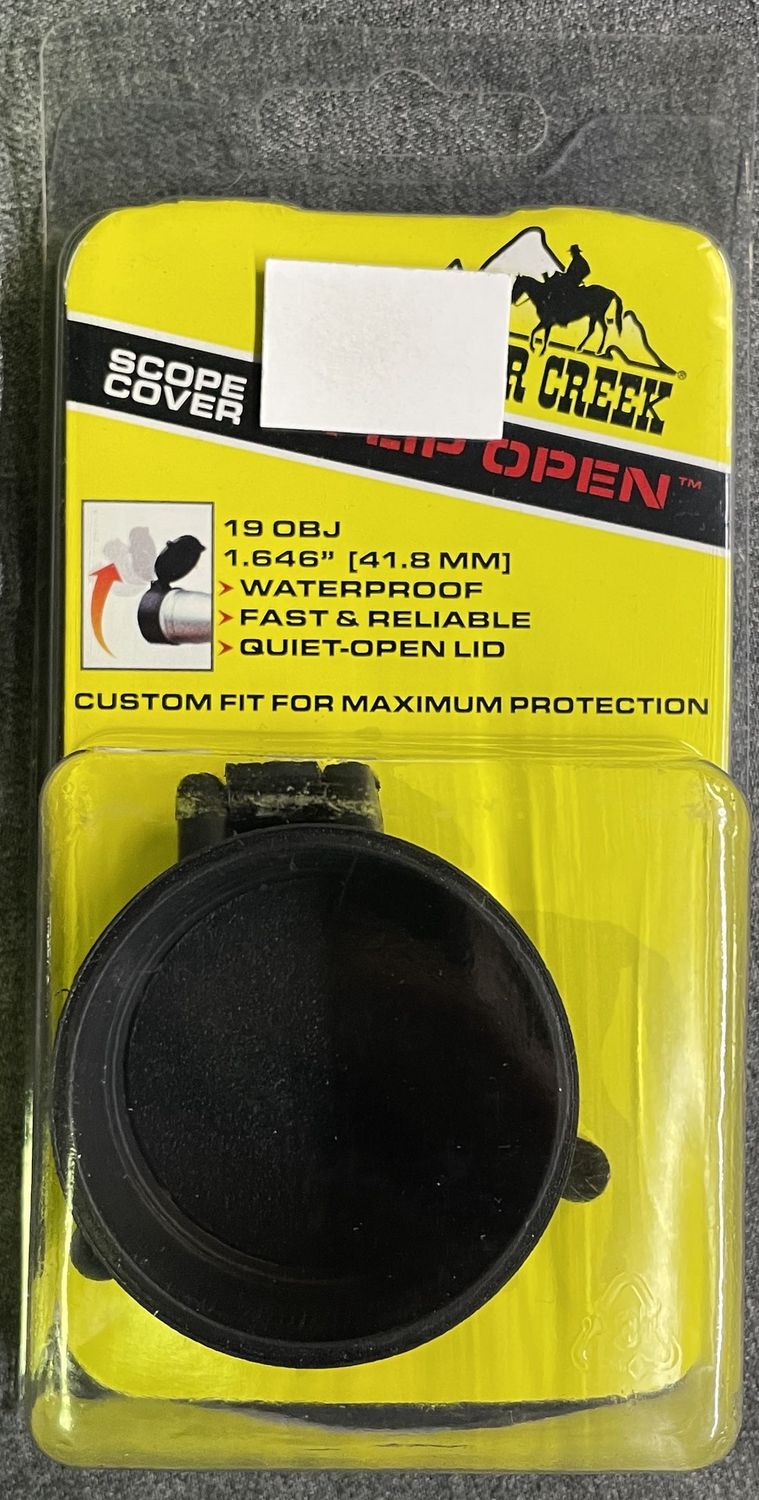 R CREEK®
SCOPE
COVER
LIP OPEN™
19 OBJ
1.646” [41.8 MM]
WATERPROOF
FAST & RELIABLE
QUIET-OPEN LID
CUSTOM FIT FOR MAXIMUM PROTECTION